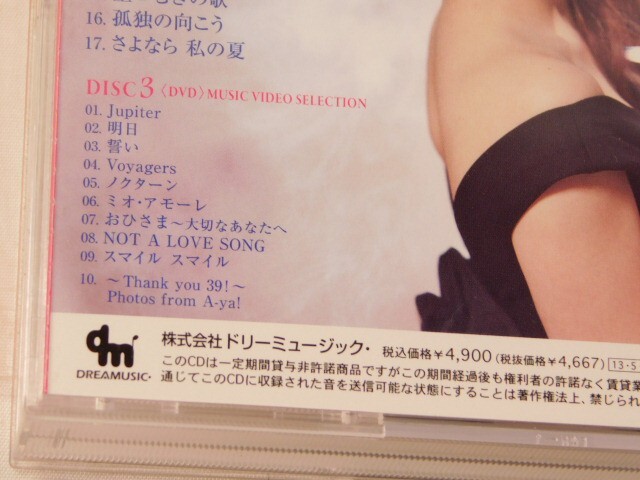 の歌
16. 孤独の向こう
17. さよなら 私の夏
DISC 3 〈DVD〉 MUSIC VIDEO SELECTION
01. Jupiter
02. 明日
03. 誓い
04. Voyagers
05. ノクターン
06. ミオ・アモーレ
07. おひさま～大切なあなたへ
08. NOT A LOVE SONG
09. スマイル スマイル
10. ～Thank you 39!～
Photos from A-ya!
dm
DREAMUSIC・
株式会社ドリーミュージック・ 税込価格￥4,900 (税抜価格￥4,667) 13・5
このCDは一定期間貸与非許諾商品ですがこの期間経過後も権利者の許諾なく賃貸業
通じてこのCDに収録された音を送信可能な状態にすることは著作権法上、禁じられ